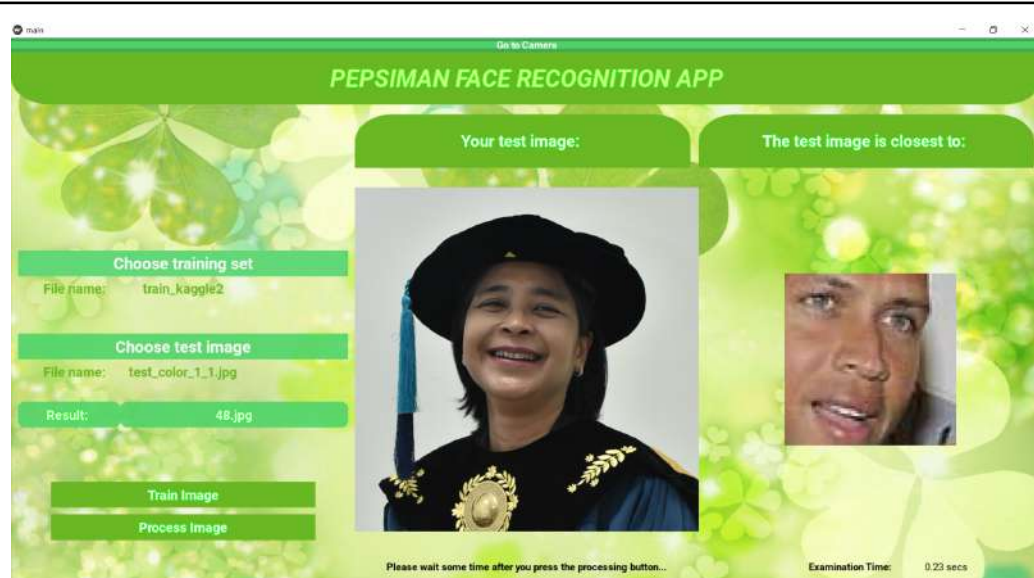 main
Go to Camera
PEPSIMAN FACE RECOGNITION APP
Your test image:
The test image is closest to:
Choose training set
File name: train_kaggle2
Choose test image
File name: test_color_1_1.jpg
Result: 48.jpg
Train Image
Process Image
Please wait some time after you press the processing button...
Examination Time: 0.23 secs